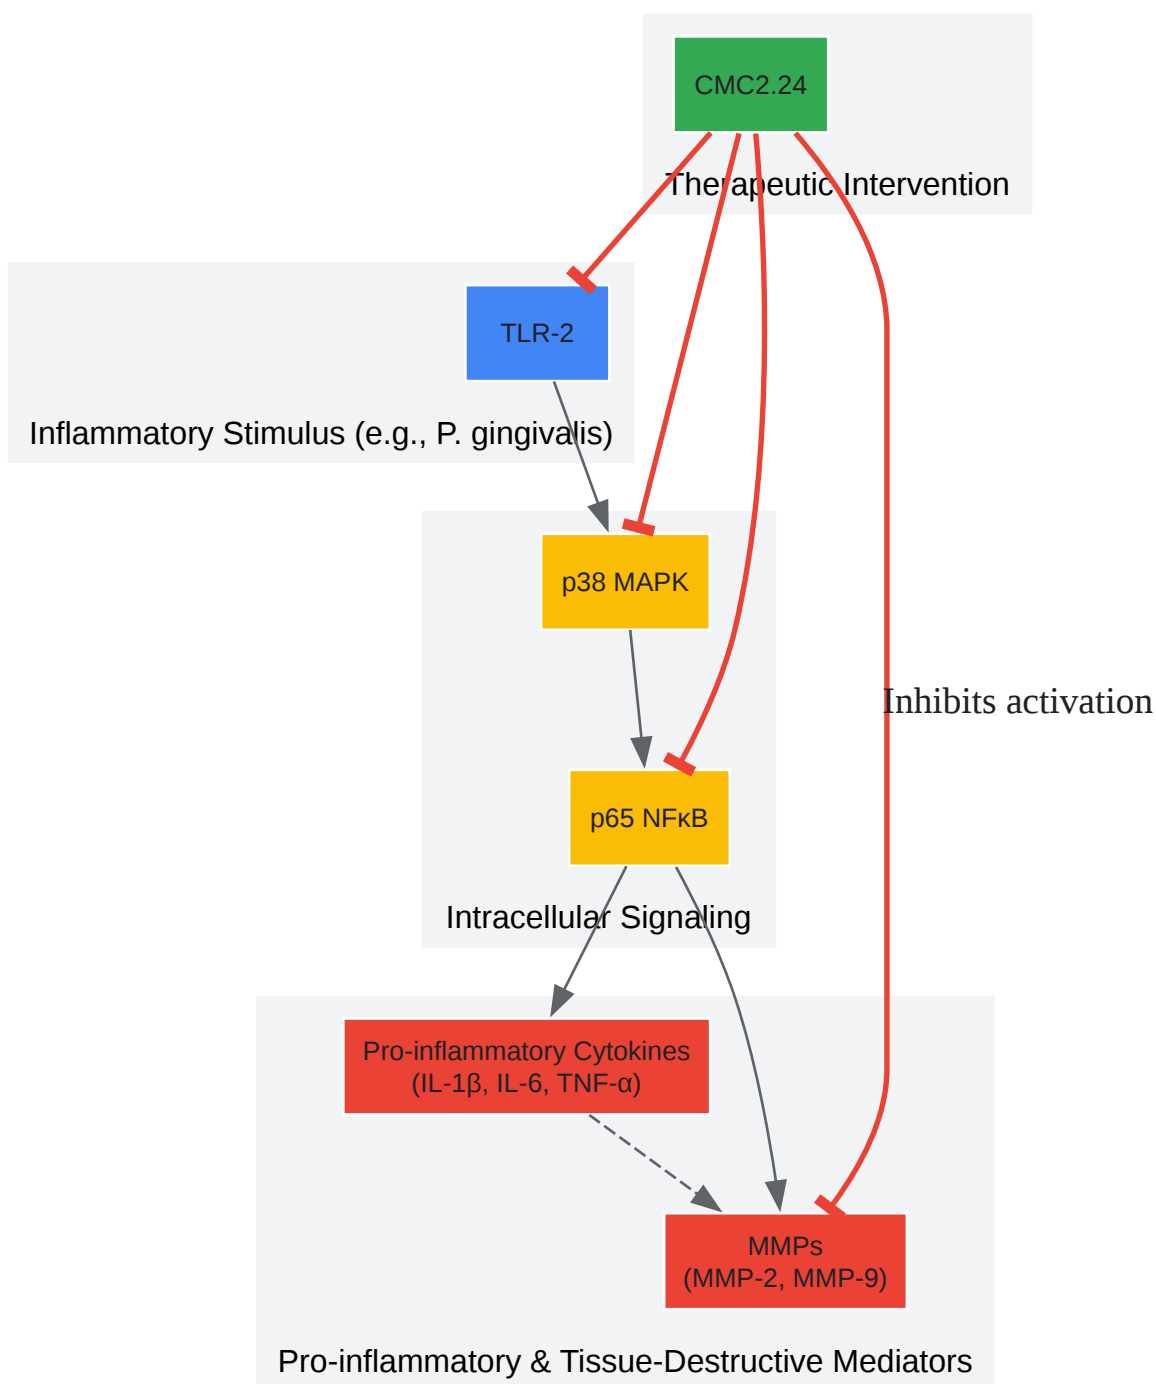 CMC2.24
Therapeutic Intervention
TLR-2
Inflammatory Stimulus (e.g., P. gingivalis)
p38 MAPK
Inhibits activation
p65 NFκB
Intracellular Signaling
Pro-inflammatory Cytokines
(IL-1β, IL-6, TNF-α)
MMPs
(MMP-2, MMP-9)
Pro-inflammatory & Tissue-Destructive Mediators